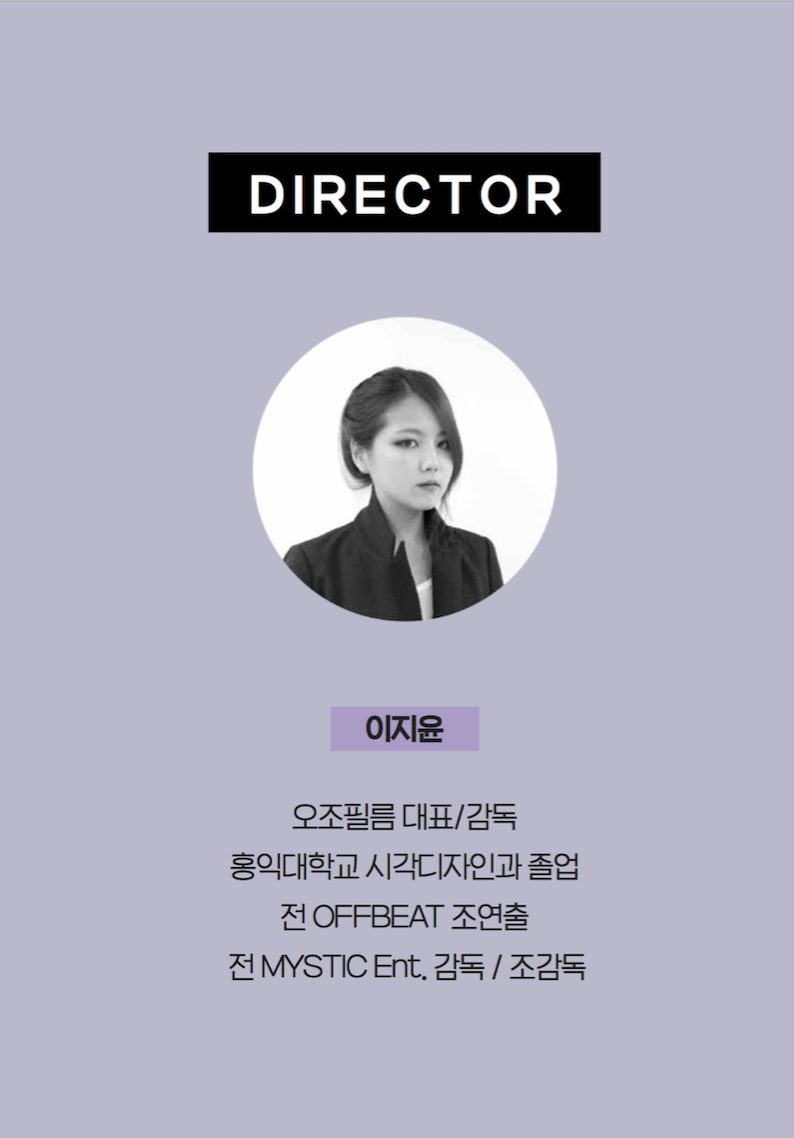 DIRECTOR
이지윤
오조필름 대표/감독
홍익대학교 시각디자인과 졸업
전 OFFBEAT 조연출
전 MYSTIC Ent. 감독 / 조감독